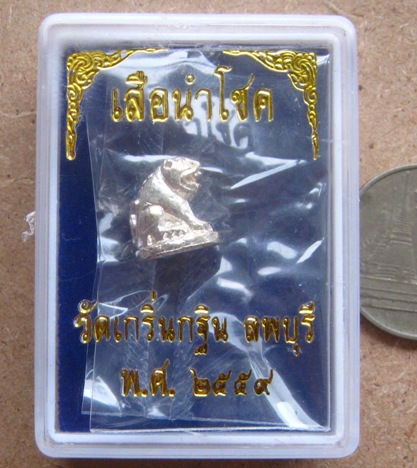 เสือนำโชค
วัดเกริ่นกฐิน ลพบุรี
พ.ศ. ๒๕๕๙